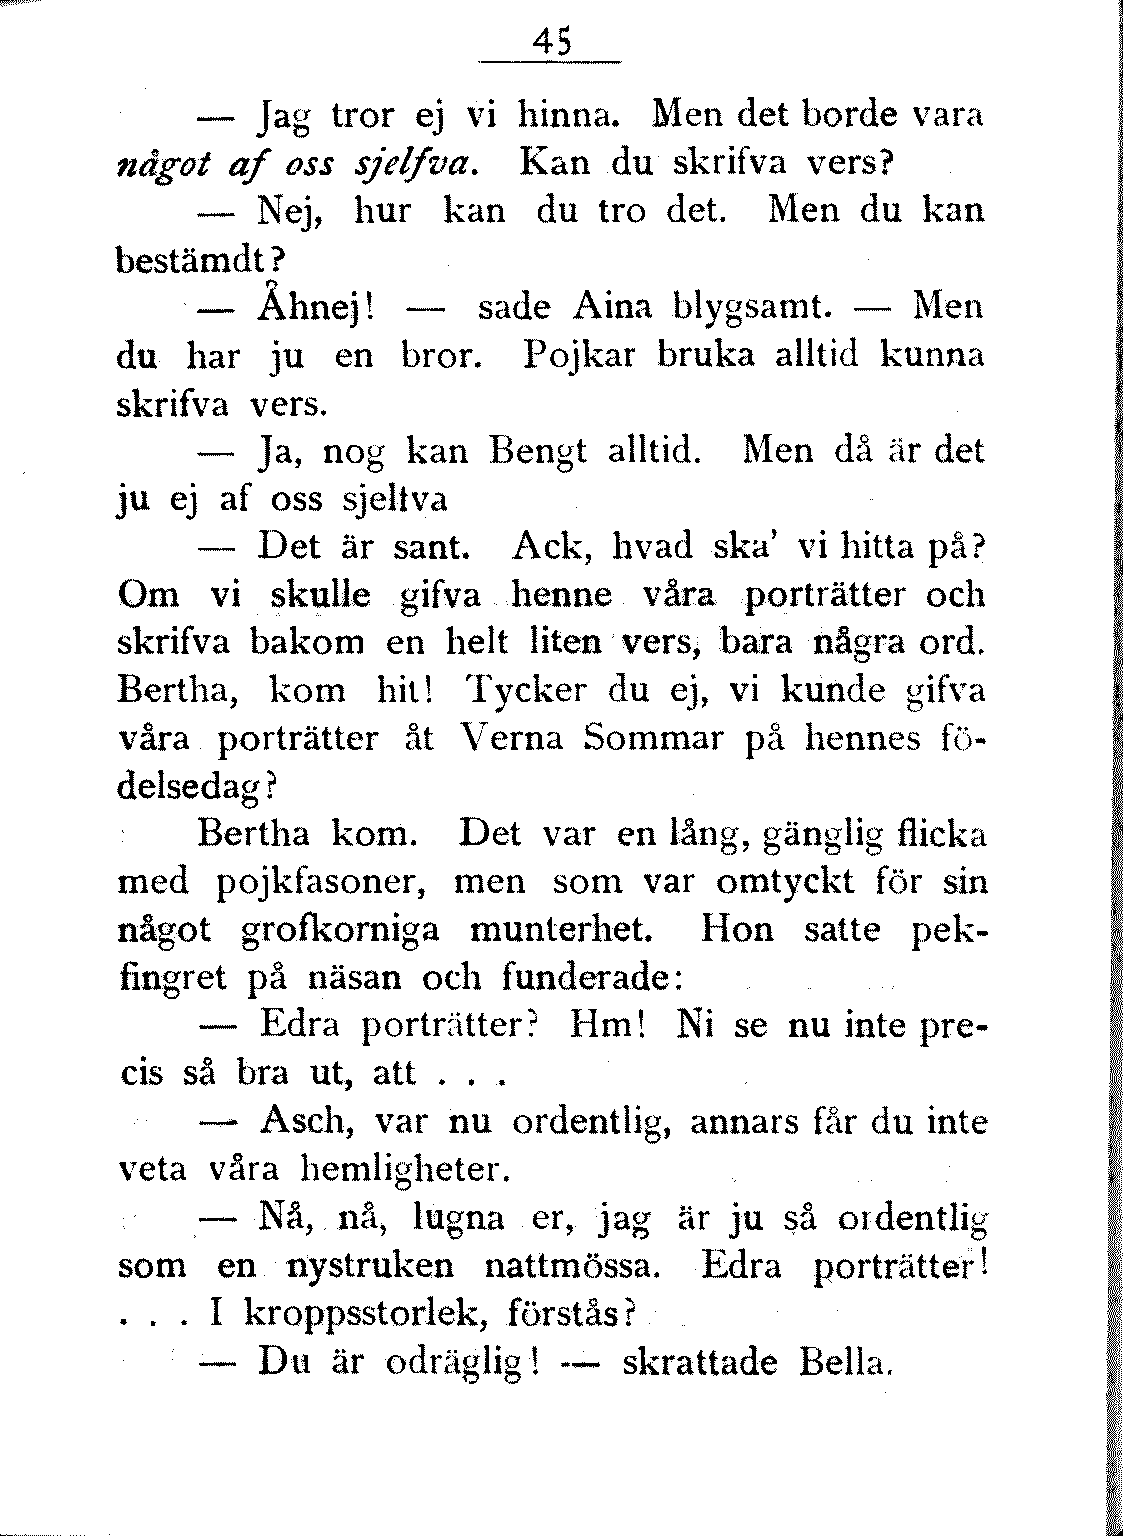 45
— Jag tror ej vi hinna. Men det borde vara
något af oss sjelfva. Kan du skrifva vers?
— Nej, hur kan du tro det. Men du kan
bestämdt?
— Åhnej! — sade Aina blygsamt. — Men
du har ju en bror. Pojkar bruka alltid kunna
skrifva vers.
— Ja, nog kan Bengt alltid. Men då är det
ju ej af oss sjelfva
— Det är sant. Ack, hvad ska' vi hitta på?
Om vi skulle gifva henne våra porträtter och
skrifva bakom en helt liten vers, bara några ord.
Bertha, kom hit! Tycker du ej, vi kunde gifva
våra porträtter åt Verna Sommar på hennes fö-
delsedag?
Bertha kom. Det var en lång, gänglig flicka
med pojkfasoner, men som var omtyckt för sin
något grofkorniga munterhet. Hon satte pek-
fingret på näsan och funderade:
— Edra porträtter? Hm! Ni se nu inte pre-
cis så bra ut, att . . .
— Asch, var nu ordentlig, annars får du inte
veta våra hemligheter.
— Nå, nå, lugna er, jag är ju så ordentlig
som en nystruken nattmössa. Edra porträtter!
. . . I kroppsstorlek, förstås?
— Du är odräglig! — skrattade Bella.